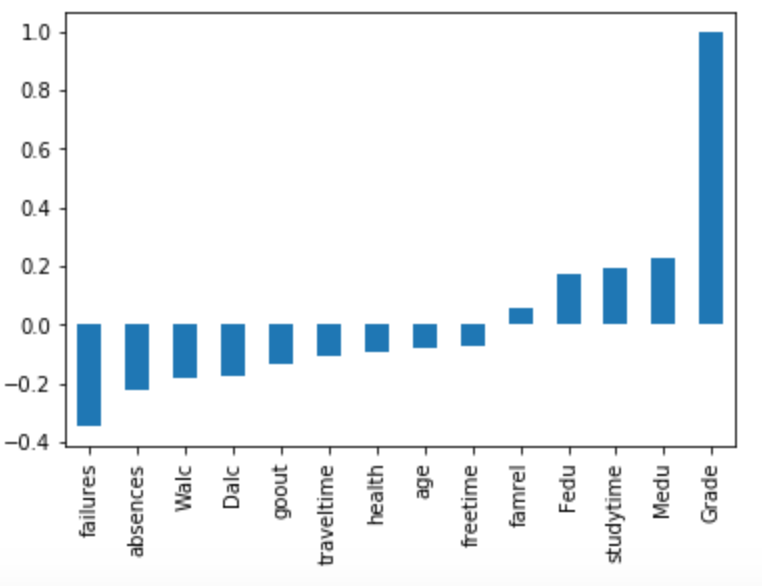 1.0
0.8
0.6
0.4
0.2
0.0
−0.2
−0.4
failures
absences
Walc
Dalc
goout
traveltime
health
age
freetime
famrel
Fedu
studytime
Medu
Grade